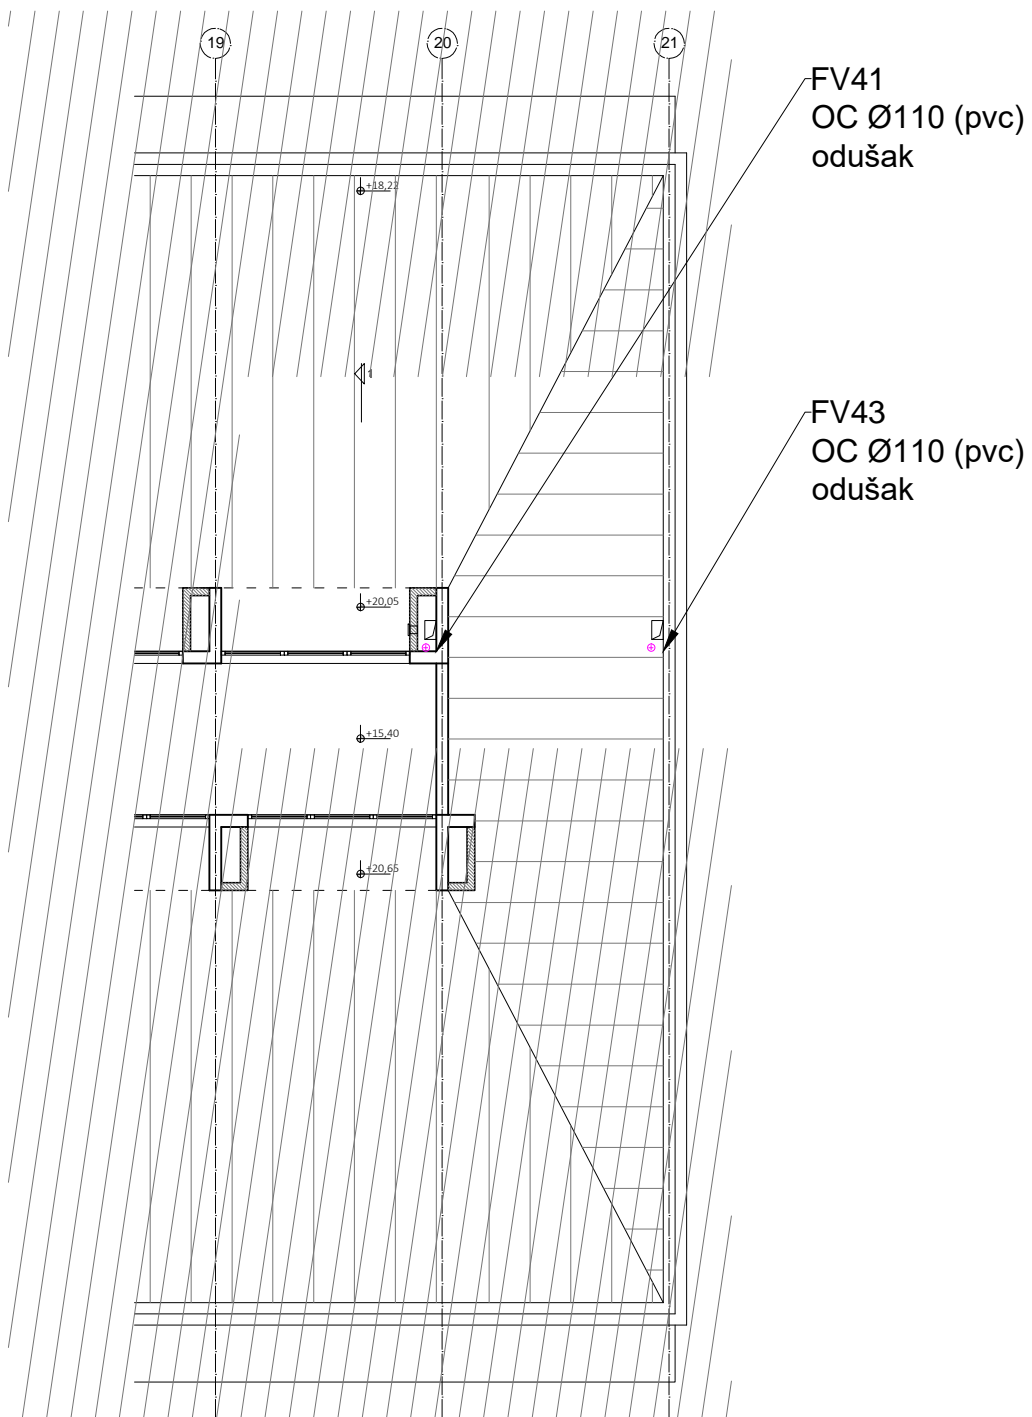 19
20
21
FV41
OC Ø110 (pvc)
odušak
+18,22
1
FV43
OC Ø110 (pvc)
odušak
+20,05
+15,40
+20,65